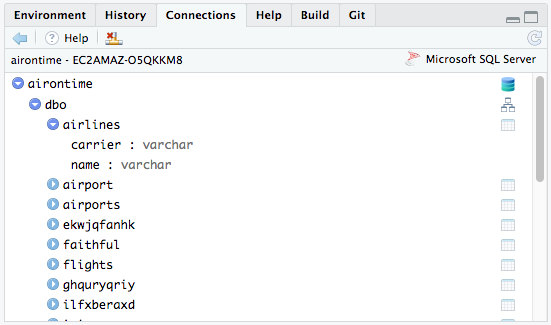 Environment History Connections Help Build Git
Help
airontime - EC2AMAZ-O5QKKM8 Microsoft SQL Server
airontime
dbo
airlines
carrier : varchar
name : varchar
airport
airports
ekwjqfanhk
faithful
flights
ghquryqriy
ilfxberaxd